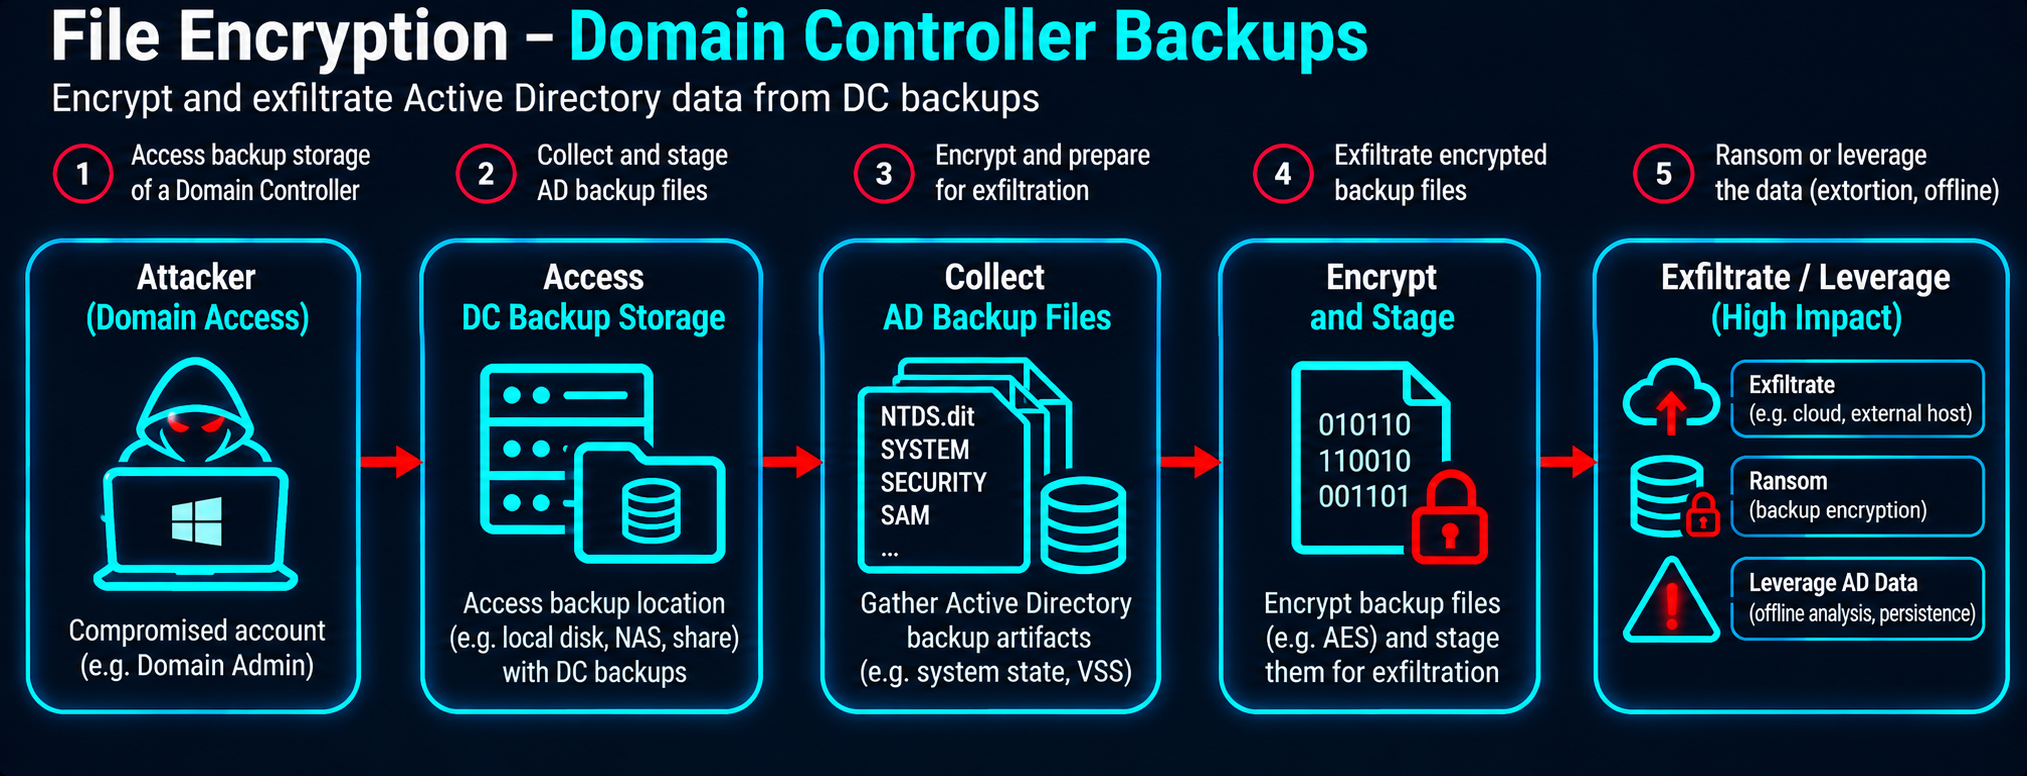 File Encryption – Domain Controller Backups
Encrypt and exfiltrate Active Directory data from DC backups
1
Access backup storage
of a Domain Controller
2
Collect and stage
AD backup files
3
Encrypt and prepare
for exfiltration
4
Exfiltrate encrypted
backup files
5
Ransom or leverage
the data (extortion, offline)
Attacker
(Domain Access)
Compromised account
(e.g. Domain Admin)
Access
DC Backup Storage
Access backup location
(e.g. local disk, NAS, share)
with DC backups
Collect
AD Backup Files
NTDS.dit
SYSTEM
SECURITY
SAM
...
Gather Active Directory
backup artifacts
(e.g. system state, VSS)
Encrypt
and Stage
010110
110010
001101
Encrypt backup files
(e.g. AES) and stage
them for exfiltration
Exfiltrate / Leverage
(High Impact)
Exfiltrate
(e.g. cloud, external host)
Ransom
(backup encryption)
Leverage AD Data
(offline analysis, persistence)